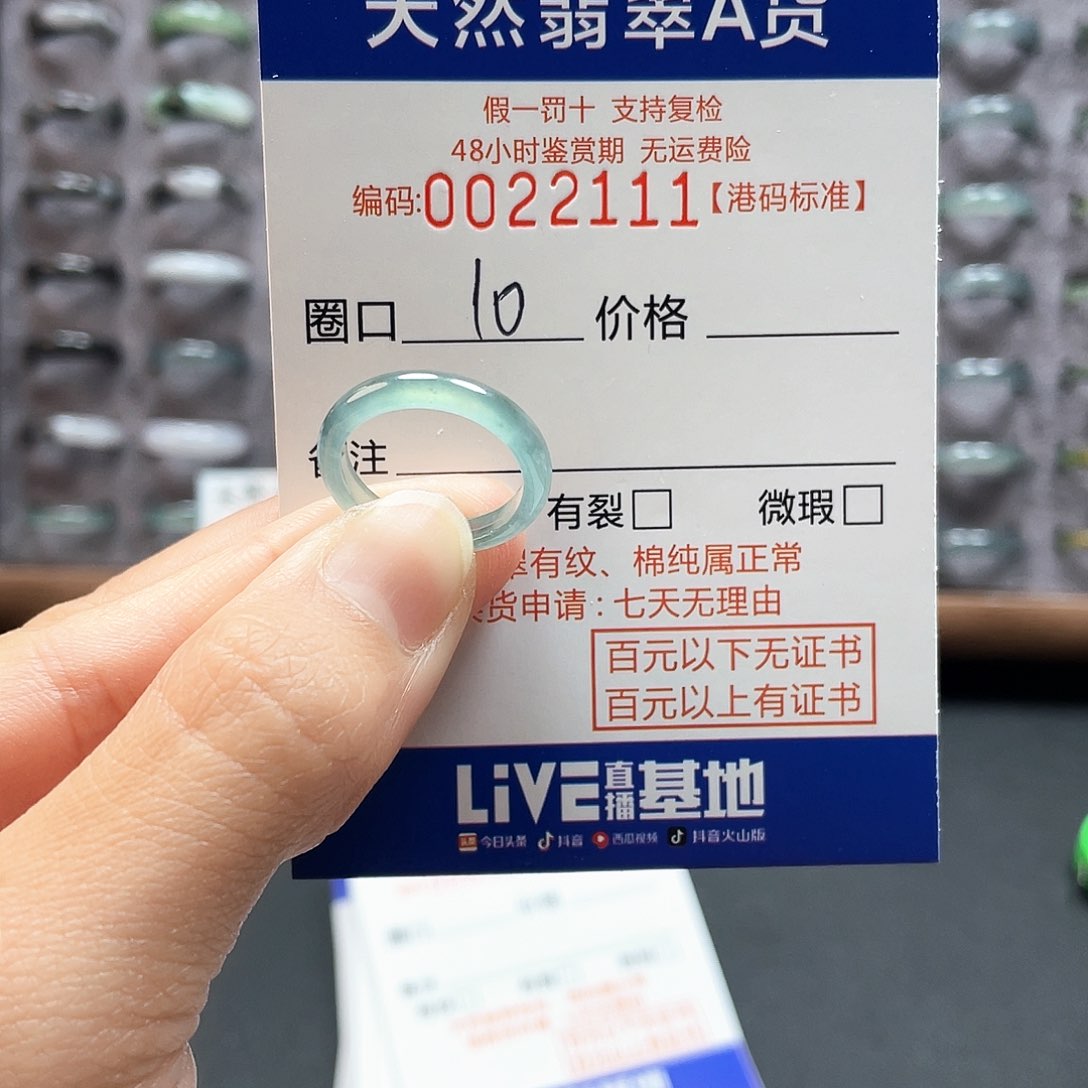 天然翡翠A货
假一罚十 支持复检
48小时鉴赏期 无运费险
编码:0022111【港码标准】
圈口 10 价格
备注
有裂□ 微瑕□
翠有纹、棉纯属正常
货申请:七天无理由
百元以下无证书
百元以上有证书
LiVE直播基地
头条 今日头条 抖音 西瓜视频 抖音火山版